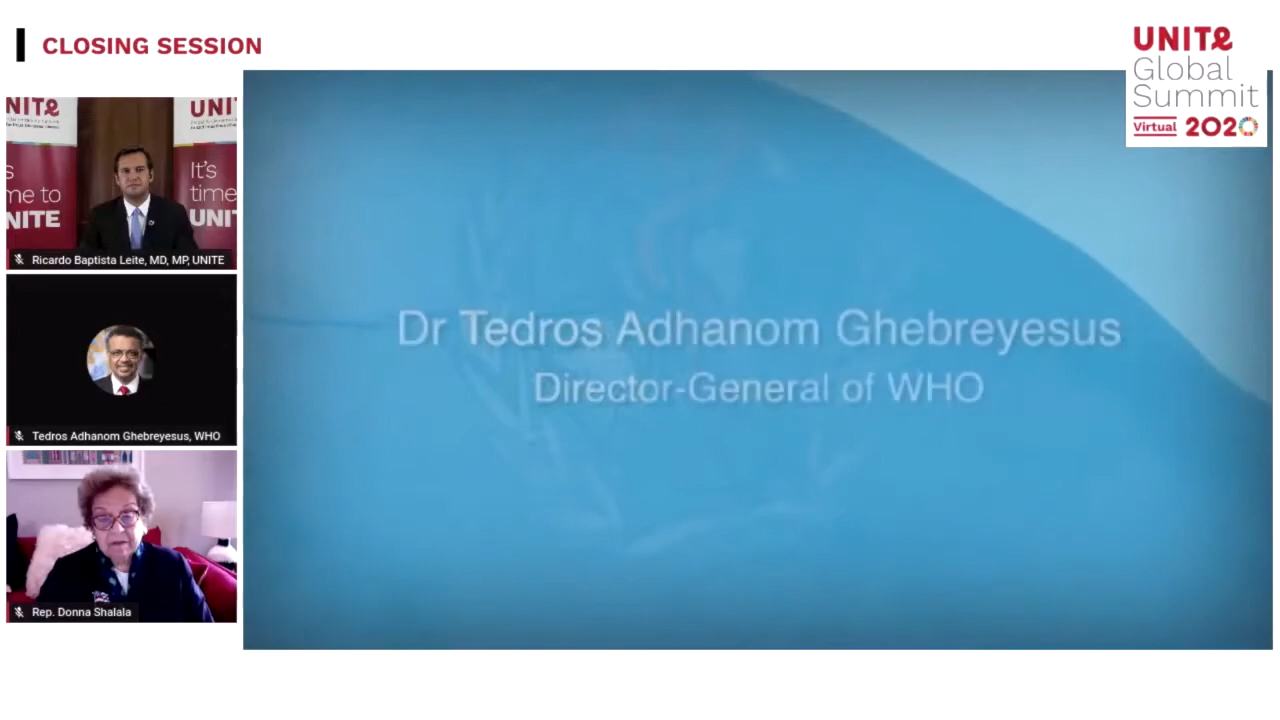 CLOSING SESSION
UNITE
Global
Summit
Virtual 2020
UNITE
It's
time
UNIT
me to
NITE
Ricardo Baptista Leite, MD, MP, UNITE
Tedros Adhanom Ghebreyesus, WHO
Rep. Donna Shalala
Dr Tedros Adhanom Ghebreyesus
Director-General of WHO